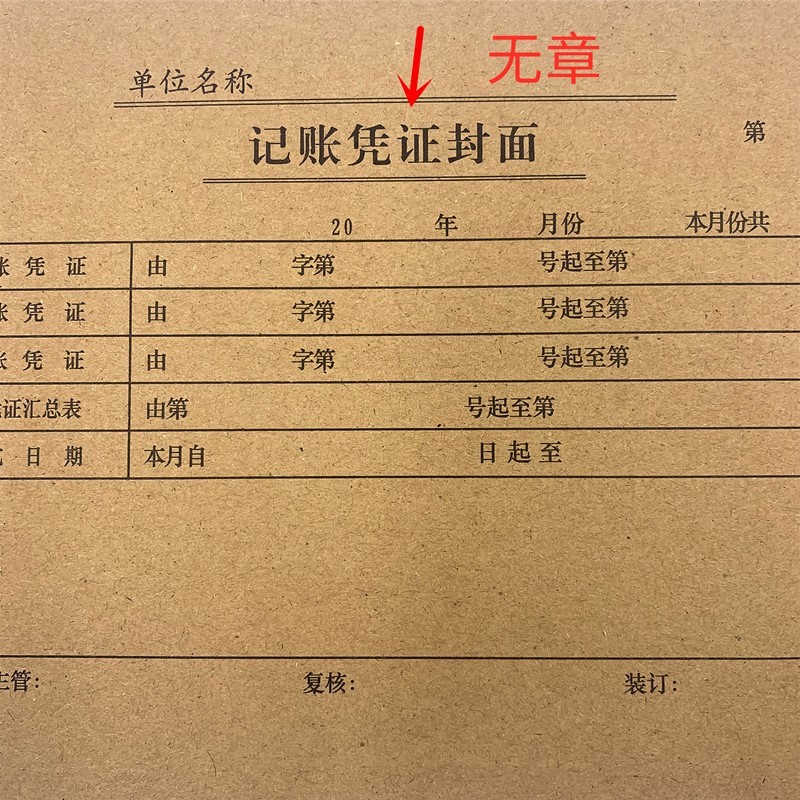 无章
单位名称
记账凭证封面
第
20 年 月份 本月份共
账凭证 由 字第 号起至第
账凭证 由 字第 号起至第
账凭证 由 字第 号起至第
证汇总表 由第 号起至第
日期 本月自 日起至
主管: 复核: 装订: